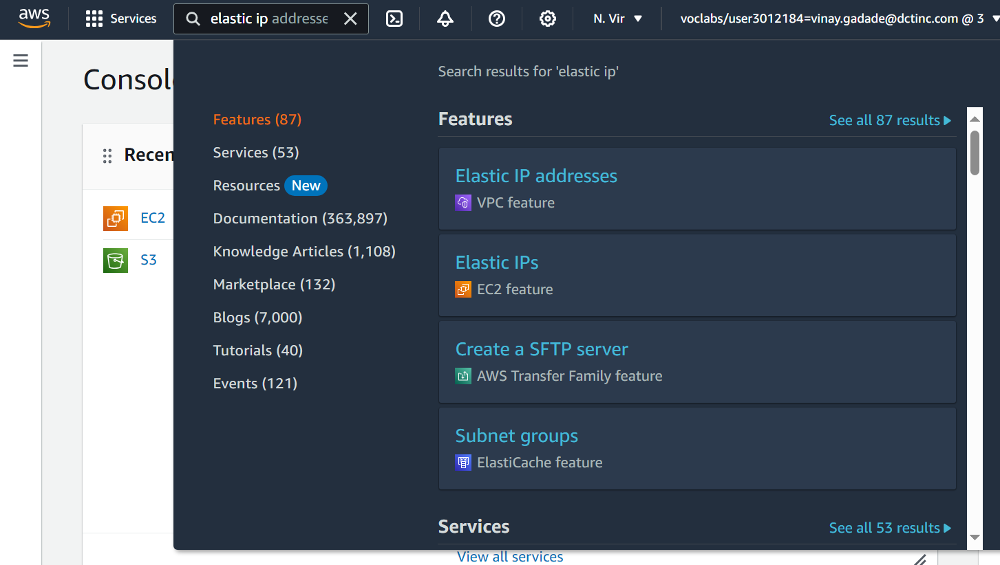 aws
Services
elastic ip addresse
N. Vir
voclabs/user3012184=vinay.gadade@dctinc.com @ 3
Consol
Recen
EC2
S3
Search results for 'elastic ip'
Features (87)
Services (53)
Resources New
Documentation (363,897)
Knowledge Articles (1,108)
Marketplace (132)
Blogs (7,000)
Tutorials (40)
Events (121)
Features
See all 87 results
Elastic IP addresses
VPC feature
Elastic IPs
EC2 feature
Create a SFTP server
AWS Transfer Family feature
Subnet groups
ElastiCache feature
Services
See all 53 results
View all services